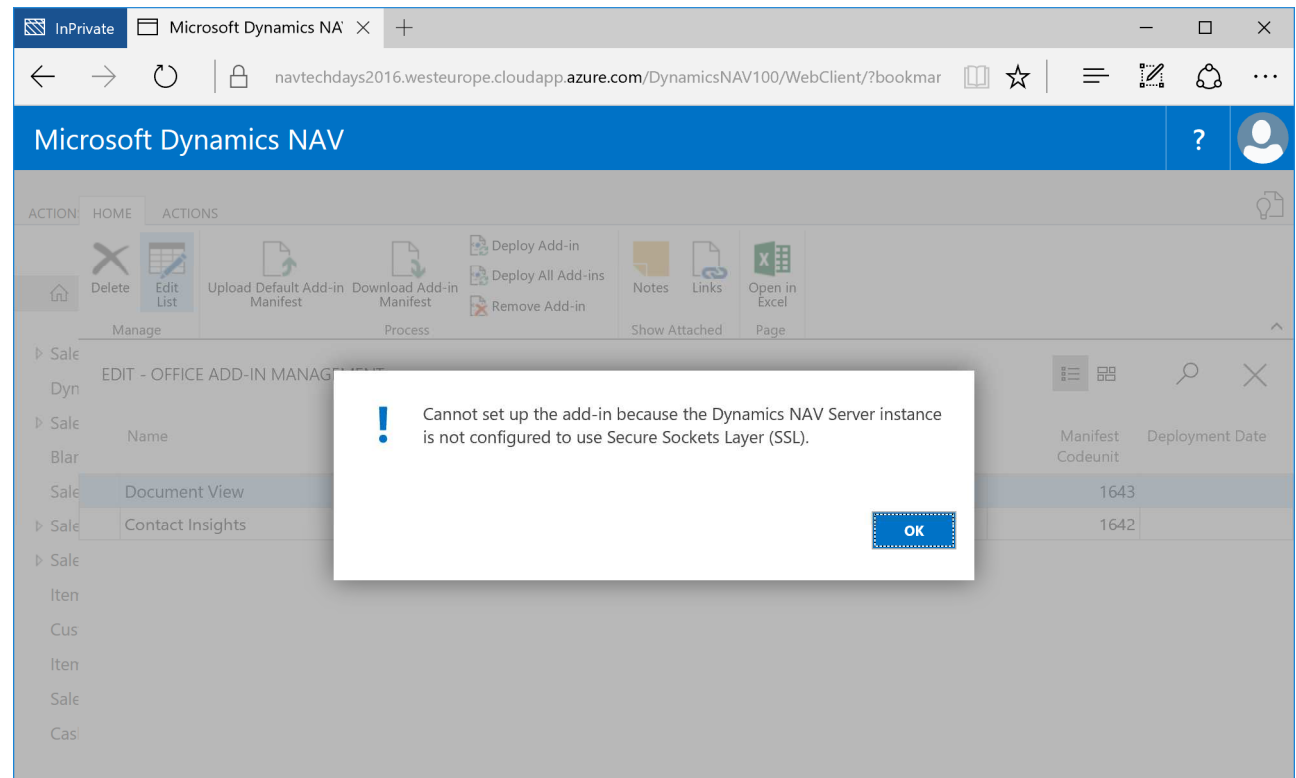 InPrivate
Microsoft Dynamics NA
navtechdays2016.westeurope.cloudapp.azure.com/DynamicsNAV100/WebClient/?bookmar
Microsoft Dynamics NAV
?
ACTION
HOME
ACTIONS
Delete
Edit
List
Upload Default Add-in
Manifest
Download Add-in
Manifest
Deploy Add-in
Deploy All Add-ins
Remove Add-in
Notes
Links
Open in
Excel
Manage
Process
Show Attached
Page
Sale
Dyn
Sale
Blar
Sale
Sale
Sale
Iten
Cus
Iten
Sale
Cas
EDIT - OFFICE ADD-IN MANAGEMENT
Name
Manifest
Codeunit
Deployment Date
Document View
1643
Contact Insights
1642
Cannot set up the add-in because the Dynamics NAV Server instance
is not configured to use Secure Sockets Layer (SSL).
OK